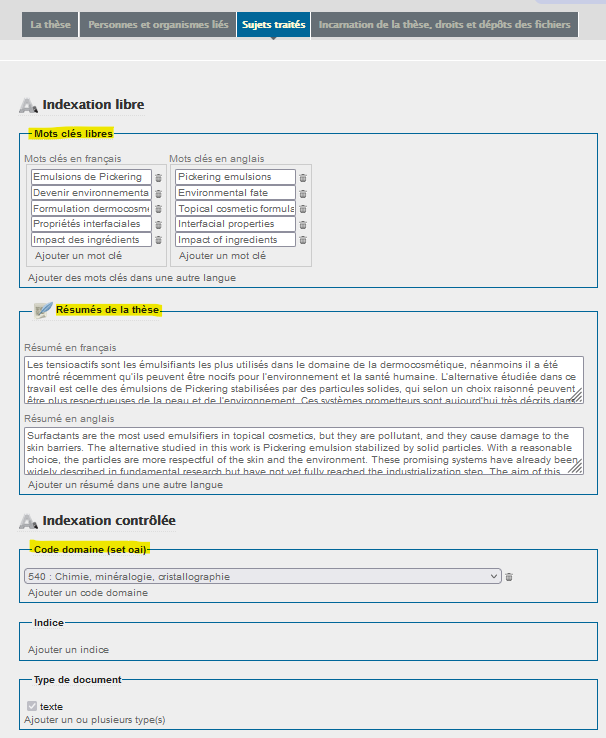 La thèse Personnes et organismes liés Sujets traités Incarnation de la thèse, droits et dépôts des fichiers
Indexation libre
Mots clés libres
Mots clés en français Mots clés en anglais
Emulsions de Pickering Pickering emulsions
Devenir environnementa Environmental fate
Formulation dermocosm Topical cosmetic formula
Propriétés interfaciales Interfacial properties
Impact des ingrédients Impact of ingredients
Ajouter un mot clé Ajouter un mot clé
Ajouter des mots clés dans une autre langue
Résumés de la thèse
Résumé en français
Les tensioactifs sont les émulsifiants les plus utilisés dans le domaine de la dermocosmétique, néanmoins il a été
montré récemment qu'ils peuvent être nocifs pour l'environnement et la santé humaine. L'alternative étudiée dans ce
travail est celle des émulsions de Pickering stabilisées par des particules solides, qui selon un choix raisonné peuvent
être plus respectueuses de la peau et de l'environnement. Ces systèmes prometteurs sont aujourd'hui très décrits dans
Résumé en anglais
Surfactants are the most used emulsifiers in topical cosmetics, but they are pollutant, and they cause damage to the
skin barriers. The alternative studied in this work is Pickering emulsion stabilized by solid particles. With a reasonable
choice, the particles are more respectful of the skin and the environment. These promising systems have already been
widely described in fundamental research but have not yet fully reached the industrialization step. The aim of this
Ajouter un résumé dans une autre langue
Indexation contrôlée
Code domaine (set oai)
540 : Chimie, minéralogie, cristallographie
Ajouter un code domaine
Indice
Ajouter un indice
Type de document
texte
Ajouter un ou plusieurs type(s)